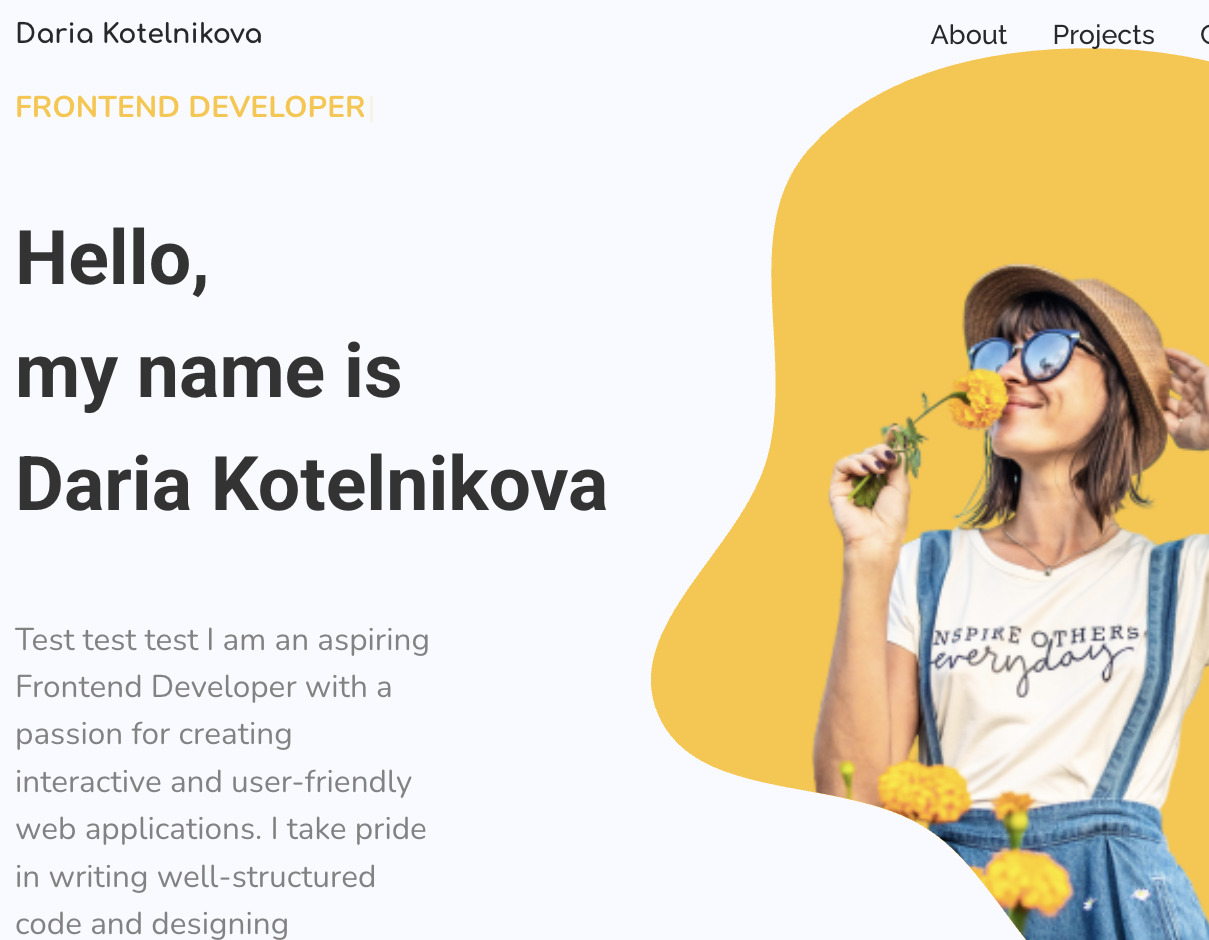 Daria Kotelnikova
About Projects
FRONTEND DEVELOPER
Hello,
my name is
Daria Kotelnikova
Test test test I am an aspiring
Frontend Developer with a
passion for creating
interactive and user-friendly
web applications. I take pride
in writing well-structured
code and designing
NSPIRE OTHERS
everyday